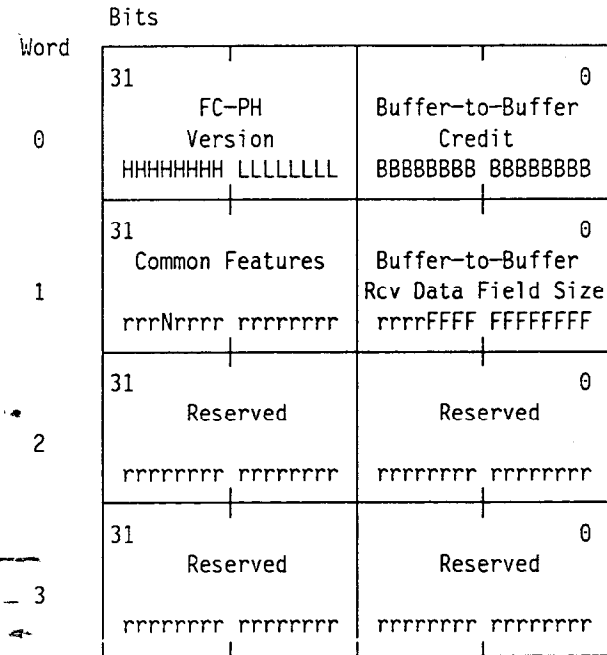 Bits
Word
31 0
FC-PH Buffer-to-Buffer
0 Version Credit
HHHHHHHH LLLLLLLL BBBBBBBB BBBBBBBB
31 0
Common Features Buffer-to-Buffer
1 Rcv Data Field Size
rrrNrrrr rrrrrrrr rrrrFFFF FFFFFFFF
31 0
Reserved Reserved
2
rrrrrrrr rrrrrrrr rrrrrrrr rrrrrrrr
31 0
Reserved Reserved
3
rrrrrrrr rrrrrrrr rrrrrrrr rrrrrrrr